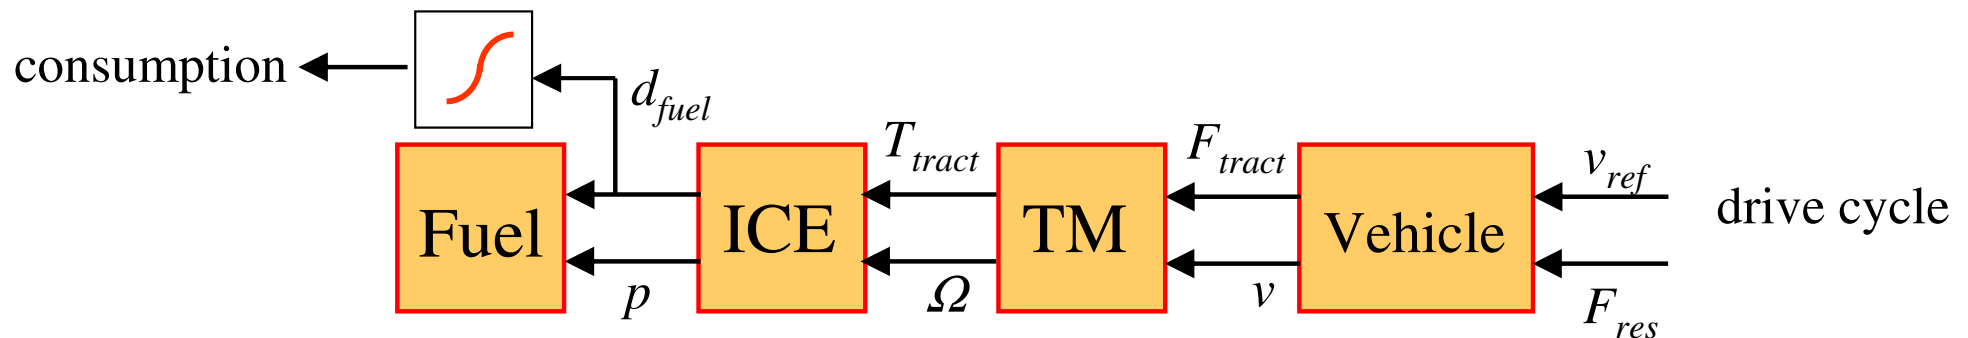 consumption
d_fuel
T_tract
F_tract
v_ref
Fuel
ICE
TM
Vehicle
drive cycle
p
Ω
v
F_res